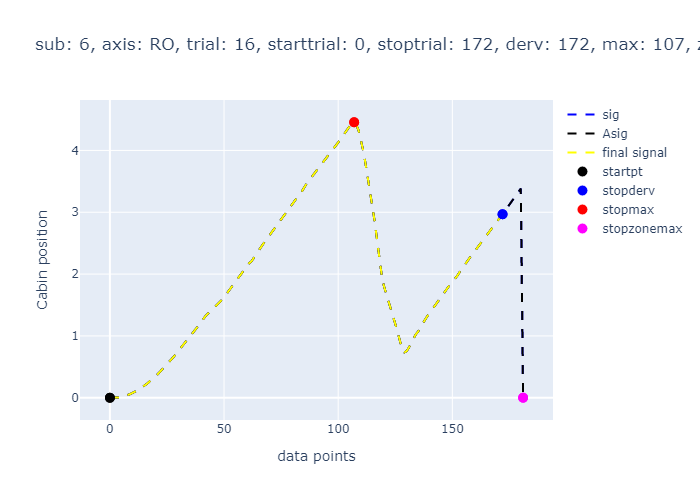 sub: 6, axis: RO, trial: 16, starttrial: 0, stoptrial: 172, derv: 172, max: 107,
sig
Asig
final signal
startpt
stopderv
stopmax
stopzonemax
Cabin position
4
3
2
1
0
0 50 100 150
data points